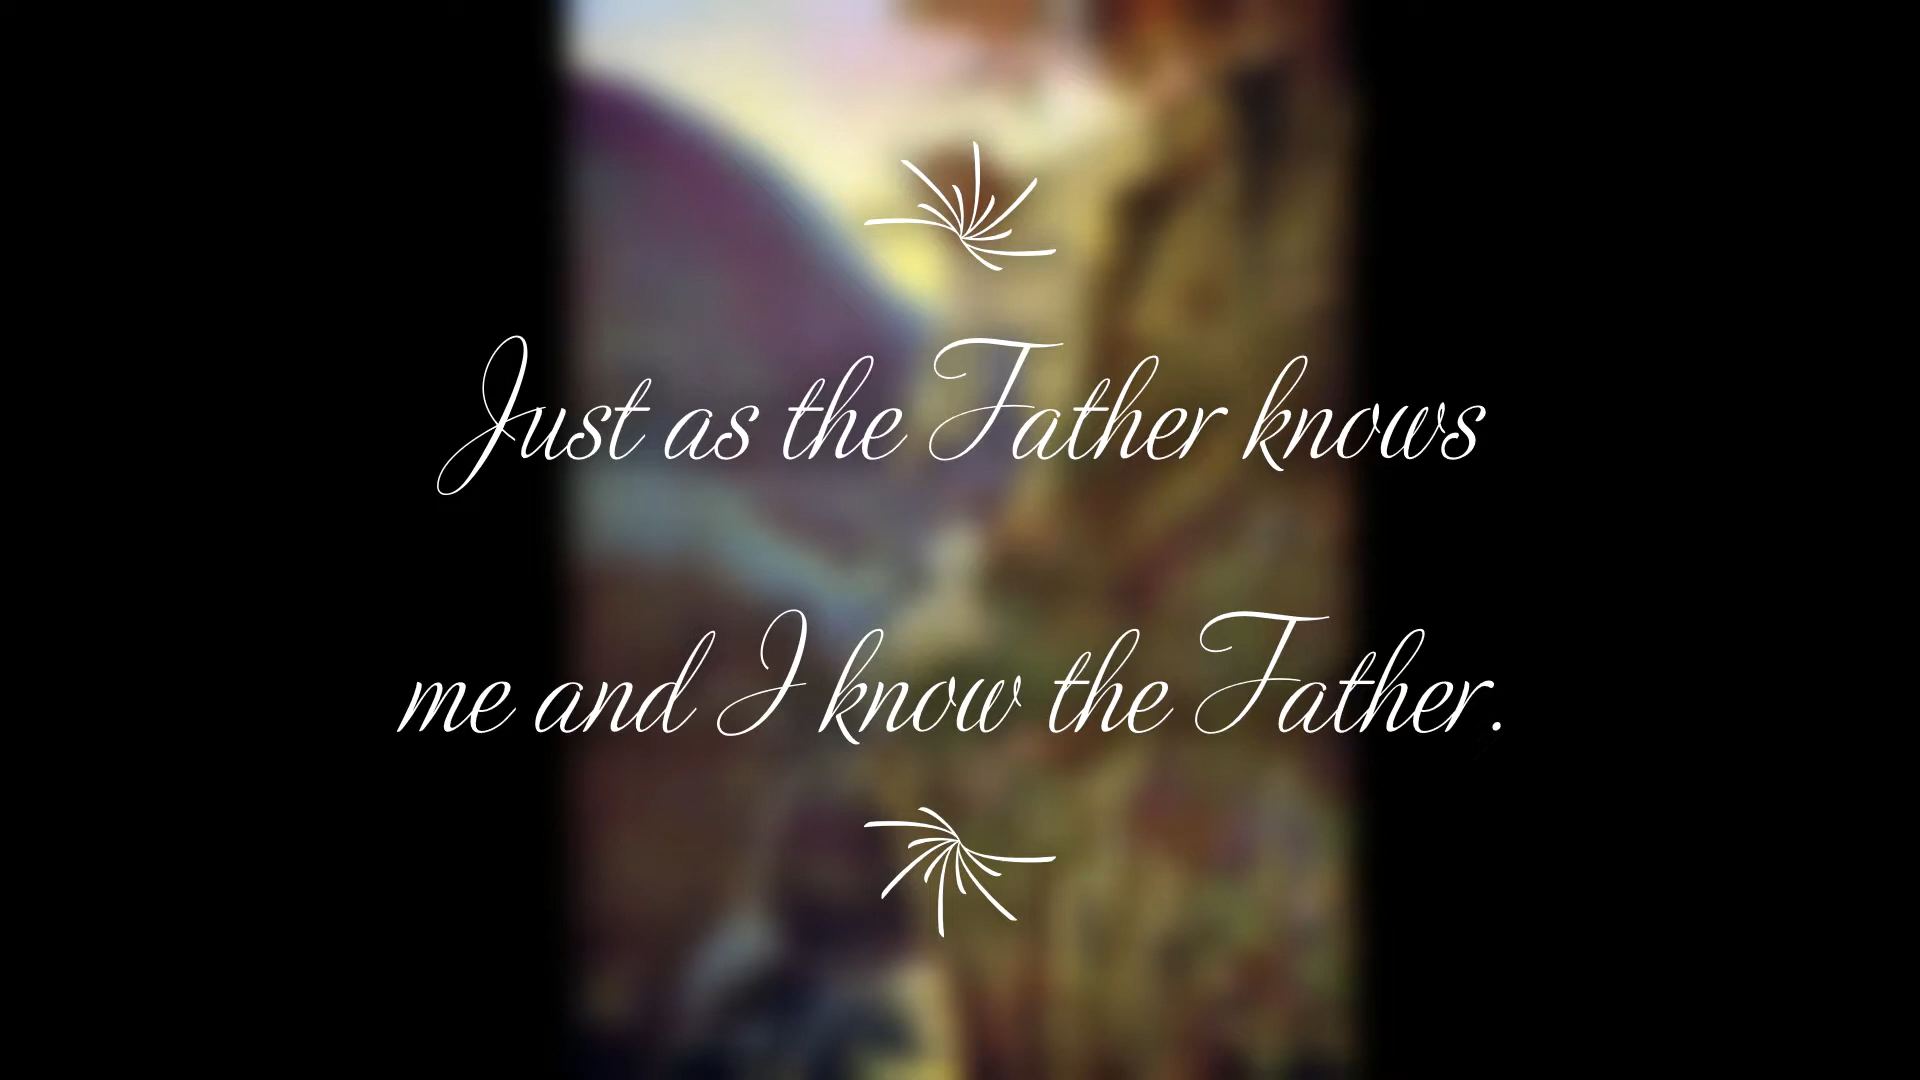 Just as the Father knows
me and I know the Father.